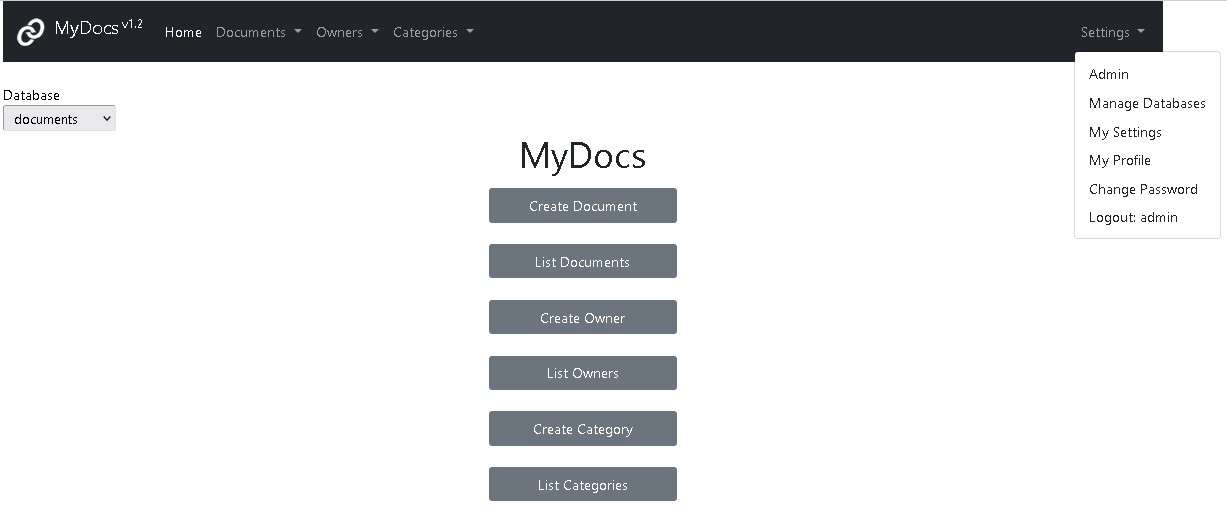 MyDocs v1.2 Home Documents Owners Categories Settings
Admin
Manage Databases
My Settings
My Profile
Change Password
Logout: admin
Database
documents
MyDocs
Create Document
List Documents
Create Owner
List Owners
Create Category
List Categories